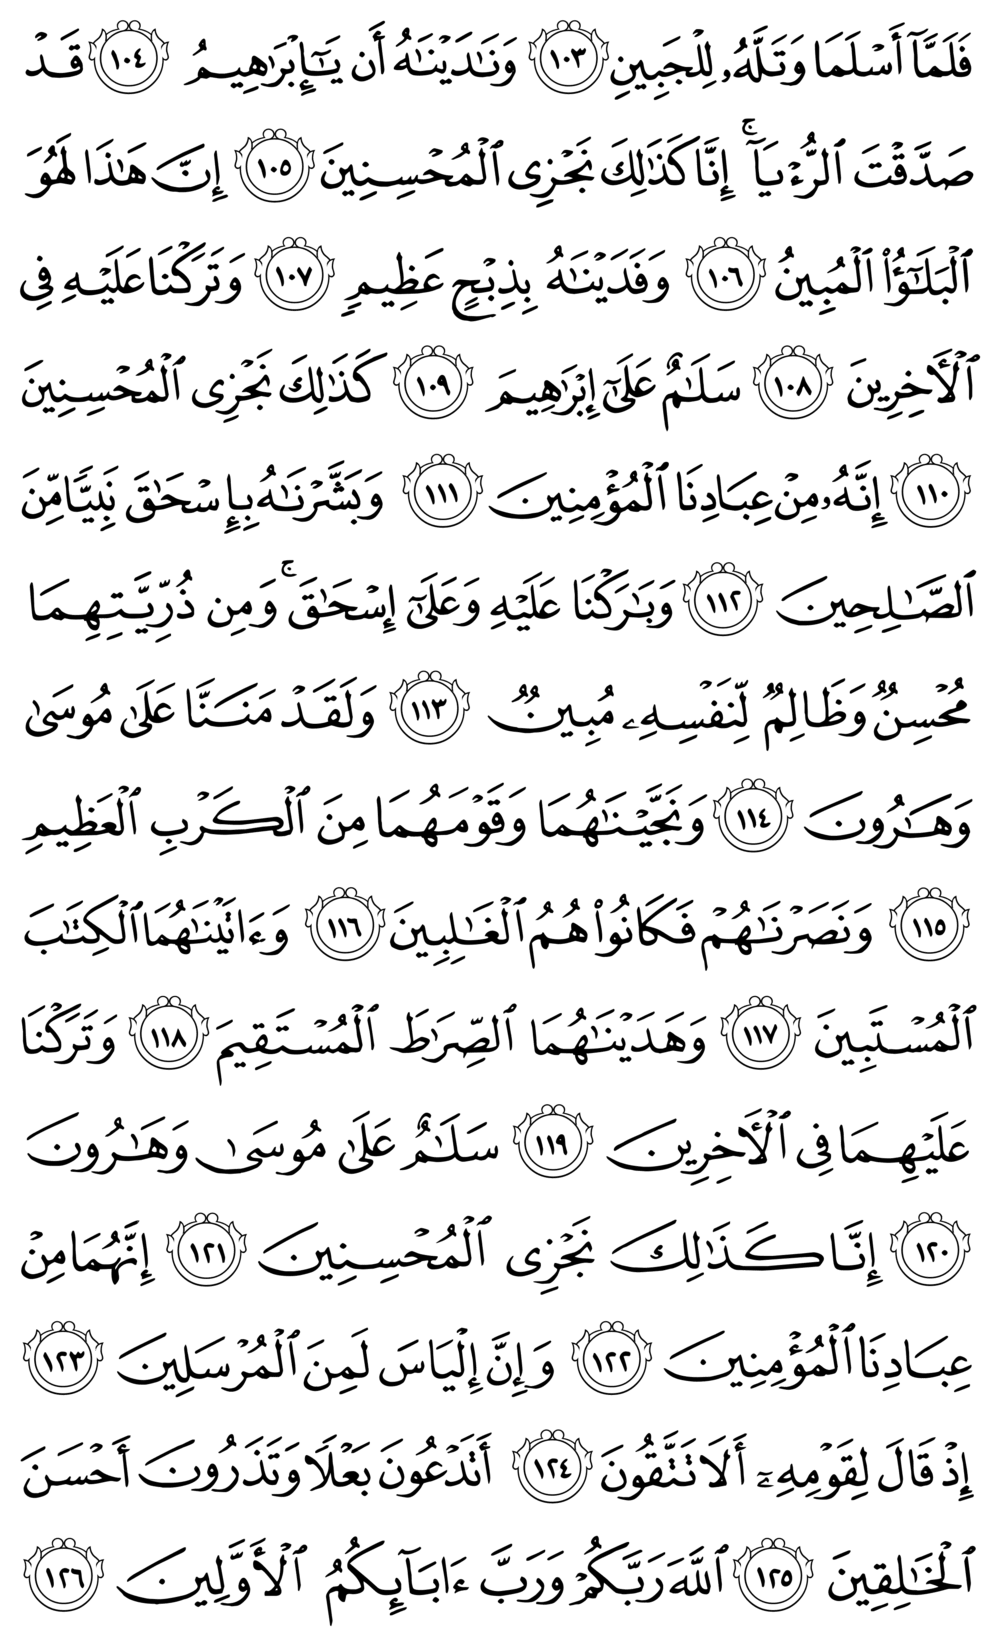 فَلَمَّآ أَسْلَمَا وَتَلَّهُۥ لِلْجَبِينِ ١٠٣ وَنَٰدَيْنَٰهُ أَن يَٰٓإِبْرَٰهِيمُ ١٠٤ قَدْ
صَدَّقْتَ ٱلرُّءْيَآ ۚ إِنَّا كَذَٰلِكَ نَجْزِى ٱلْمُحْسِنِينَ ١٠٥ إِنَّ هَٰذَا لَهُوَ
ٱلْبَلَٰٓؤُا۟ ٱلْمُبِينُ ١٠٦ وَفَدَيْنَٰهُ بِذِبْحٍ عَظِيمٍ ١٠٧ وَتَرَكْنَا عَلَيْهِ فِى
ٱلْأَخِرِينَ ١٠٨ سَلَٰمٌ عَلَىٰٓ إِبْرَٰهِيمَ ١٠٩ كَذَٰلِكَ نَجْزِى ٱلْمُحْسِنِينَ
١١٠ إِنَّهُۥ مِنْ عِبَادِنَا ٱلْمُؤْمِنِينَ ١١١ وَبَشَّرْنَٰهُ بِإِسْحَٰقَ نَبِيًّا مِّنَ
ٱلصَّٰلِحِينَ ١١٢ وَبَٰرَكْنَا عَلَيْهِ وَعَلَىٰٓ إِسْحَٰقَ ۚ وَمِن ذُرِّيَّتِهِمَا
مُحْسِنٌ وَظَالِمٌ لِّنَفْسِهِۦ مُبِينٌ ١١٣ وَلَقَدْ مَنَنَّا عَلَىٰ مُوسَىٰ
وَهَٰرُونَ ١١٤ وَنَجَّيْنَٰهُمَا وَقَوْمَهُمَا مِنَ ٱلْكَرْبِ ٱلْعَظِيمِ
١١٥ وَنَصَرْنَٰهُمْ فَكَانُوا۟ هُمُ ٱلْغَٰلِبِينَ ١١٦ وَءَاتَيْنَٰهُمَا ٱلْكِتَٰبَ
ٱلْمُسْتَبِينَ ١١٧ وَهَدَيْنَٰهُمَا ٱلصِّرَٰطَ ٱلْمُسْتَقِيمَ ١١٨ وَتَرَكْنَا
عَلَيْهِمَا فِى ٱلْأَخِرِينَ ١١٩ سَلَٰمٌ عَلَىٰ مُوسَىٰ وَهَٰرُونَ
١٢٠ إِنَّا كَذَٰلِكَ نَجْزِى ٱلْمُحْسِنِينَ ١٢١ إِنَّهُمَا مِنْ
عِبَادِنَا ٱلْمُؤْمِنِينَ ١٢٢ وَإِنَّ إِلْيَاسَ لَمِنَ ٱلْمُرْسَلِينَ ١٢٣
إِذْ قَالَ لِقَوْمِهِۦٓ أَلَا تَتَّقُونَ ١٢٤ أَتَدْعُونَ بَعْلًا وَتَذَرُونَ أَحْسَنَ
ٱلْخَٰلِقِينَ ١٢٥ ٱللَّهَ رَبَّكُمْ وَرَبَّ ءَابَآئِكُمُ ٱلْأَوَّلِينَ ١٢٦